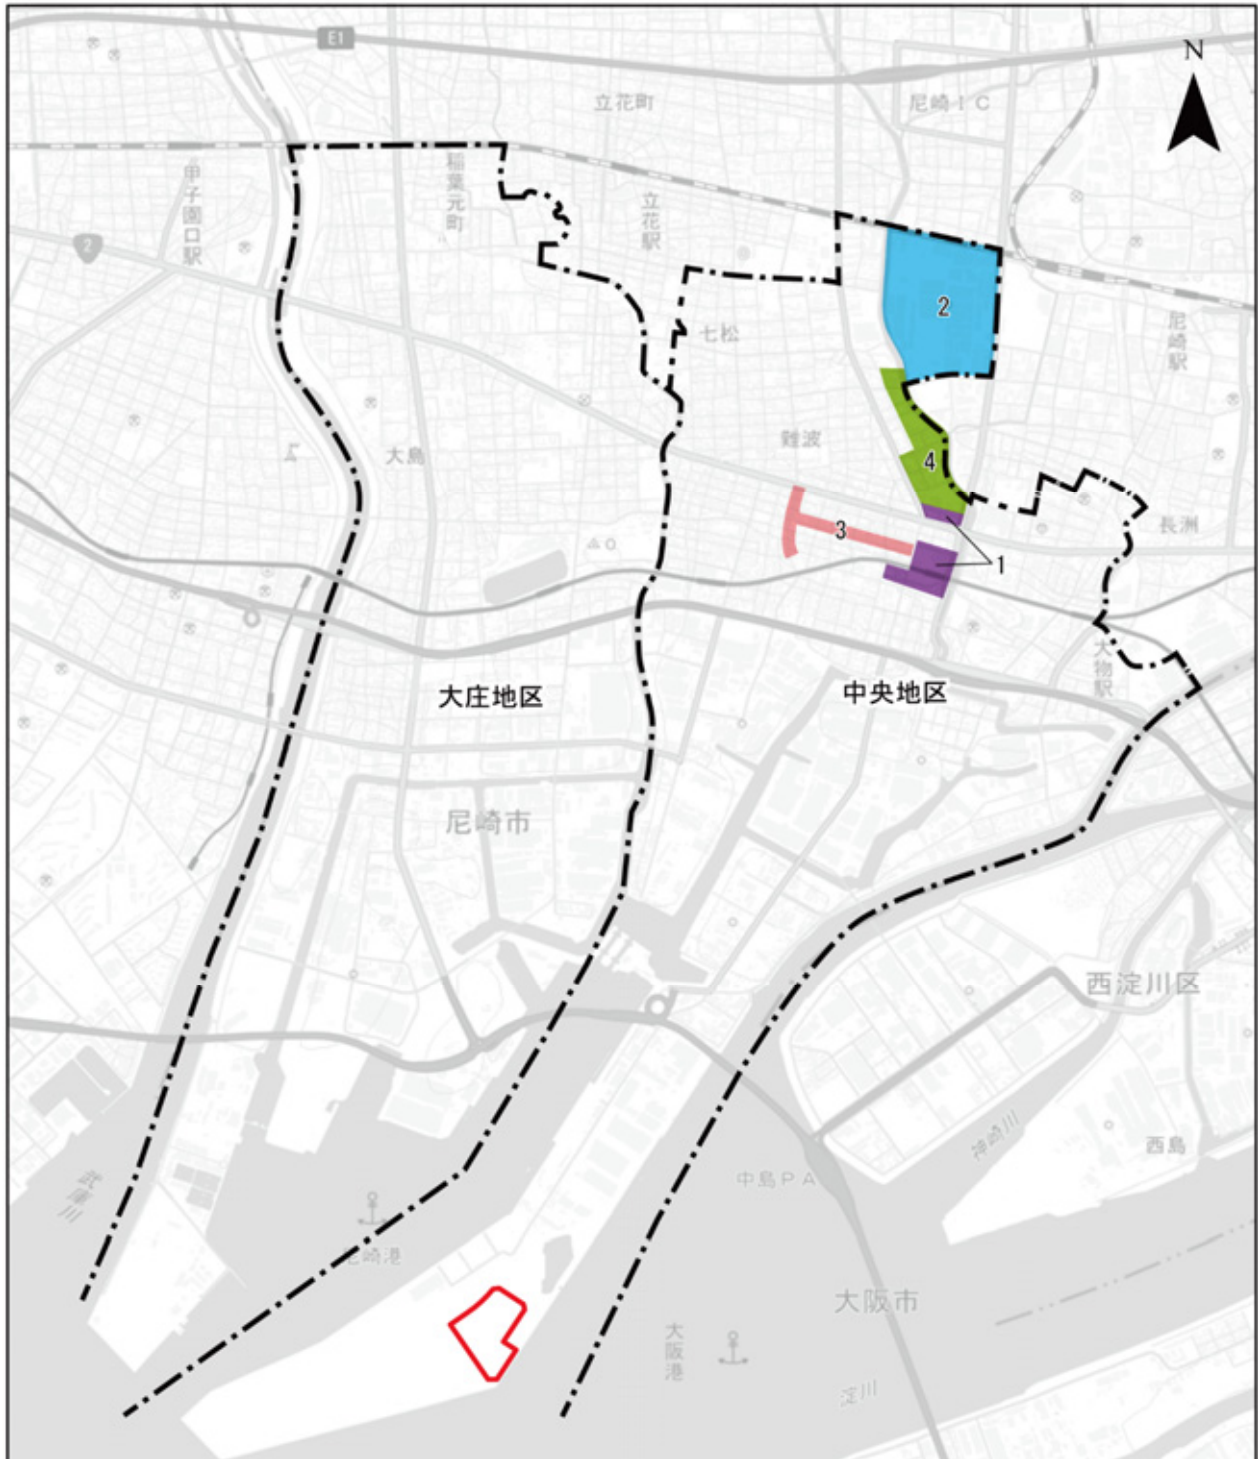 E1
N
立花町
尼崎IC
甲子園口駅
稲葉元町
立花駅
2
2
尼崎駅
七松
難波
大島
4
3
長洲
1
大物駅
大庄地区
中央地区
尼崎市
西淀川区
神崎川
西島
中島PA
武庫川
尼崎港
大阪市
大阪港
淀川